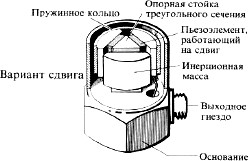 Опорная стойка
треугольного сечения
Пружинное кольцо
Пьезоэлемент,
работающий
на сдвиг
Вариант сдвига
Инерционная
масса
Выходное
гнездо
Основание